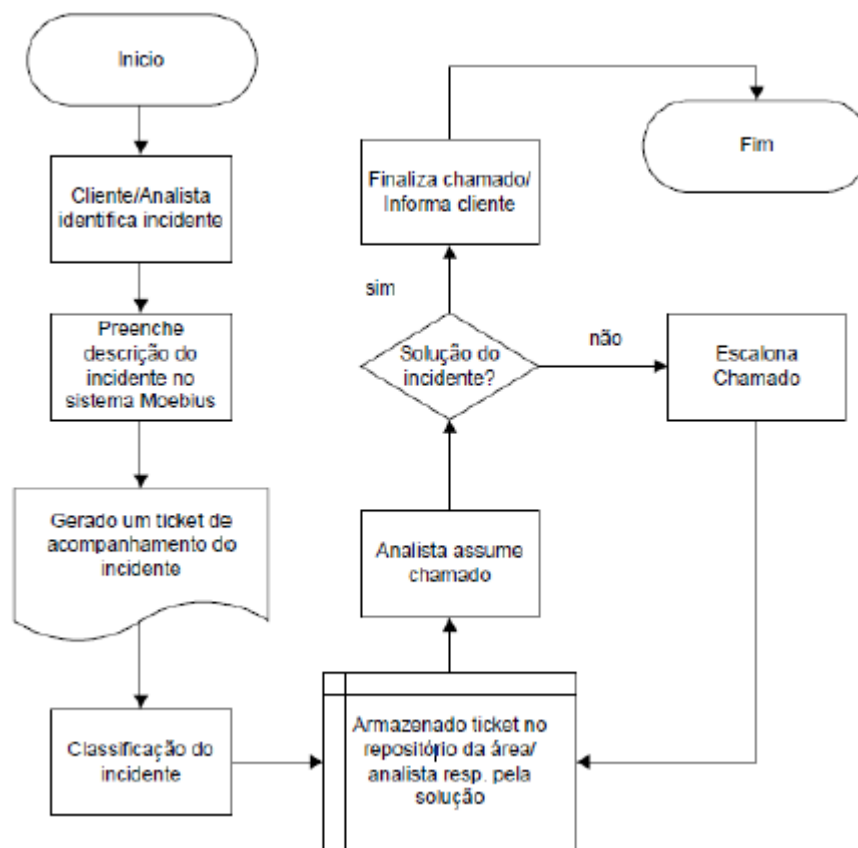 Inicio
Cliente/Analista
identifica incidente
Preenche
descrição do
incidente no
sistema Moebius
Gerado um ticket de
acompanhamento do
incidente
Classificação do
incidente
Armazenado ticket no
repositório da área/
analista resp. pela
solução
Analista assume
chamado
Solução do
incidente?
sim
não
Finaliza chamado/
Informa cliente
Escalona
Chamado
Fim